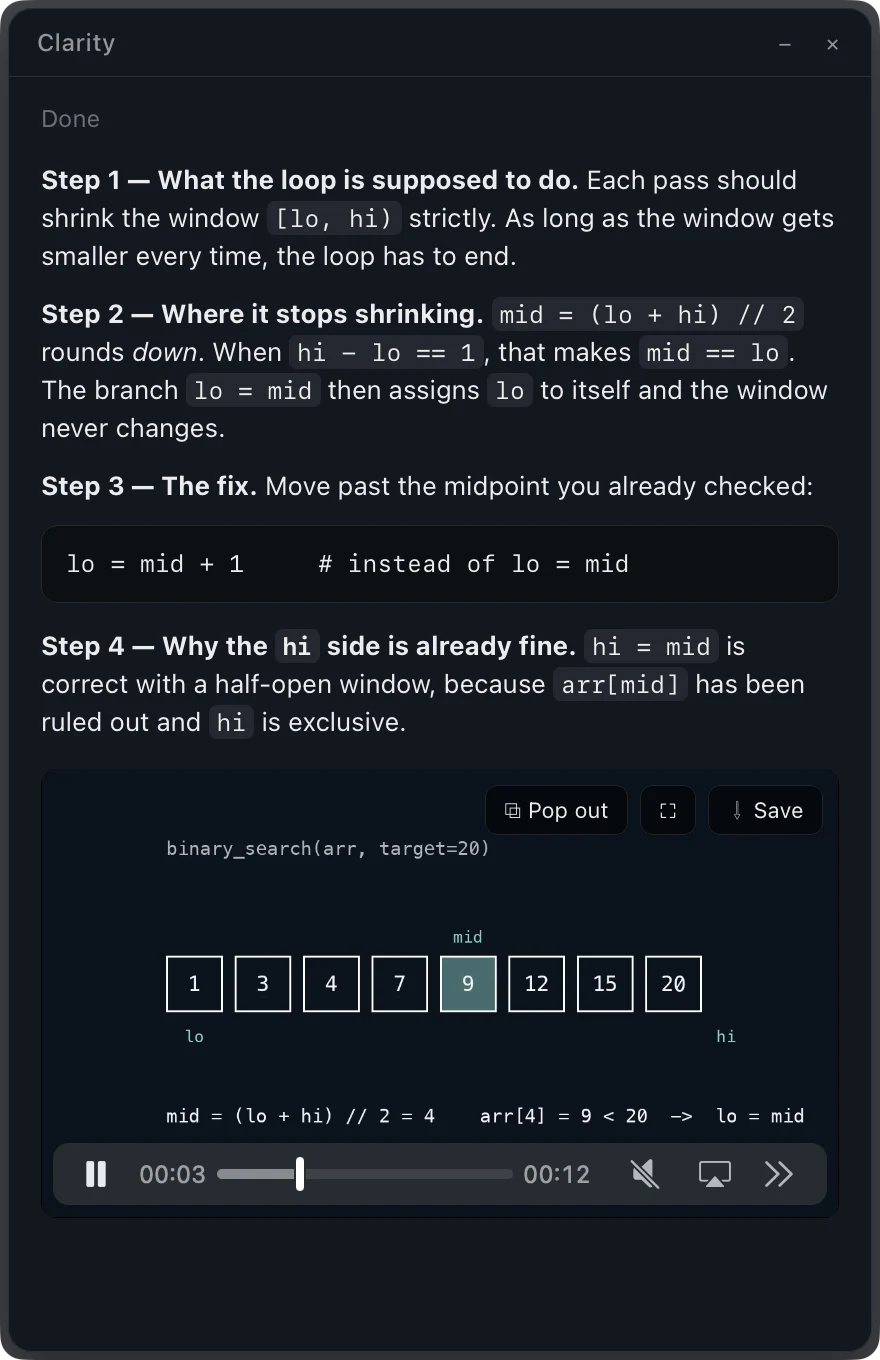 Clarity
Done
Step 1 — What the loop is supposed to do. Each pass should
shrink the window [lo, hi) strictly. As long as the window gets
smaller every time, the loop has to end.
Step 2 — Where it stops shrinking. mid = (lo + hi) // 2
rounds down. When hi − lo == 1, that makes mid == lo.
The branch lo = mid then assigns lo to itself and the window
never changes.
Step 3 — The fix. Move past the midpoint you already checked:
lo = mid + 1     # instead of lo = mid
Step 4 — Why the hi side is already fine. hi = mid is
correct with a half-open window, because arr[mid] has been
ruled out and hi is exclusive.
Pop out Save
binary_search(arr, target=20)
mid
1 3 4 7 9 12 15 20
lo hi
mid = (lo + hi) // 2 = 4    arr[4] = 9 < 20  —>  lo = mid
00:03 00:12